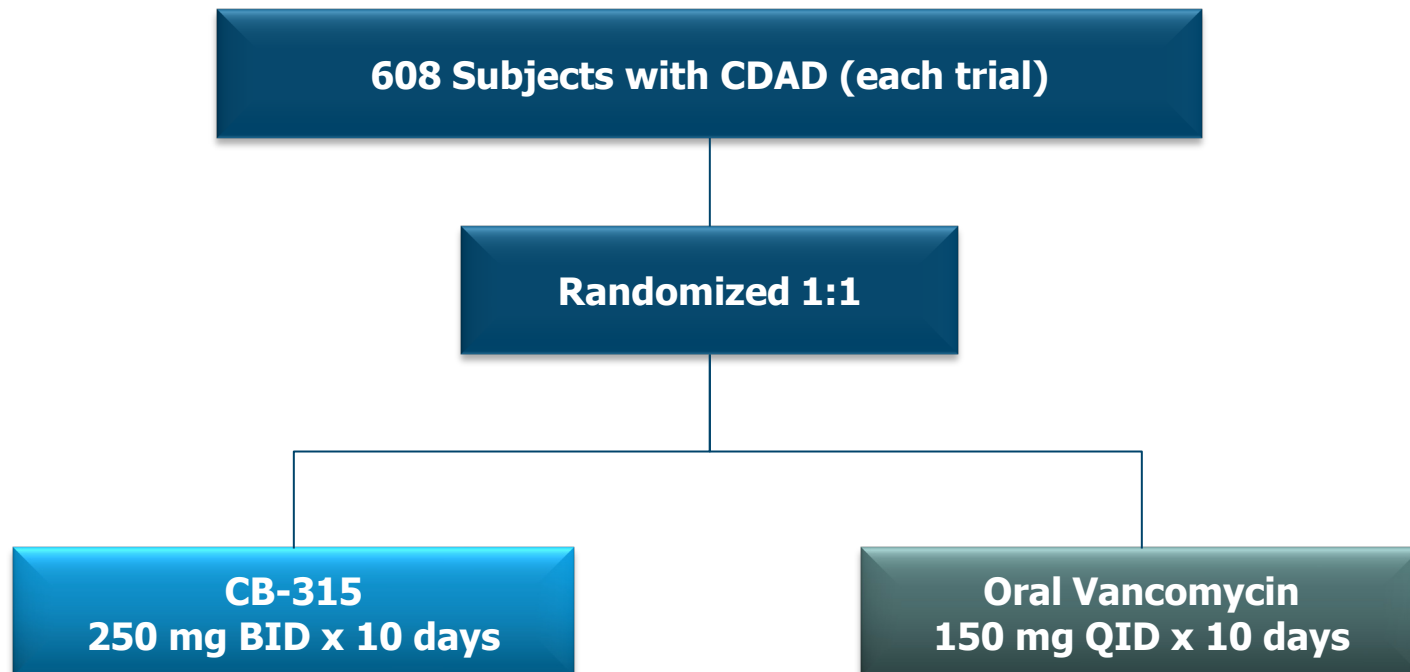 608 Subjects with CDAD (each trial)
Randomized 1:1
CB-315
250 mg BID x 10 days
Oral Vancomycin
150 mg QID x 10 days